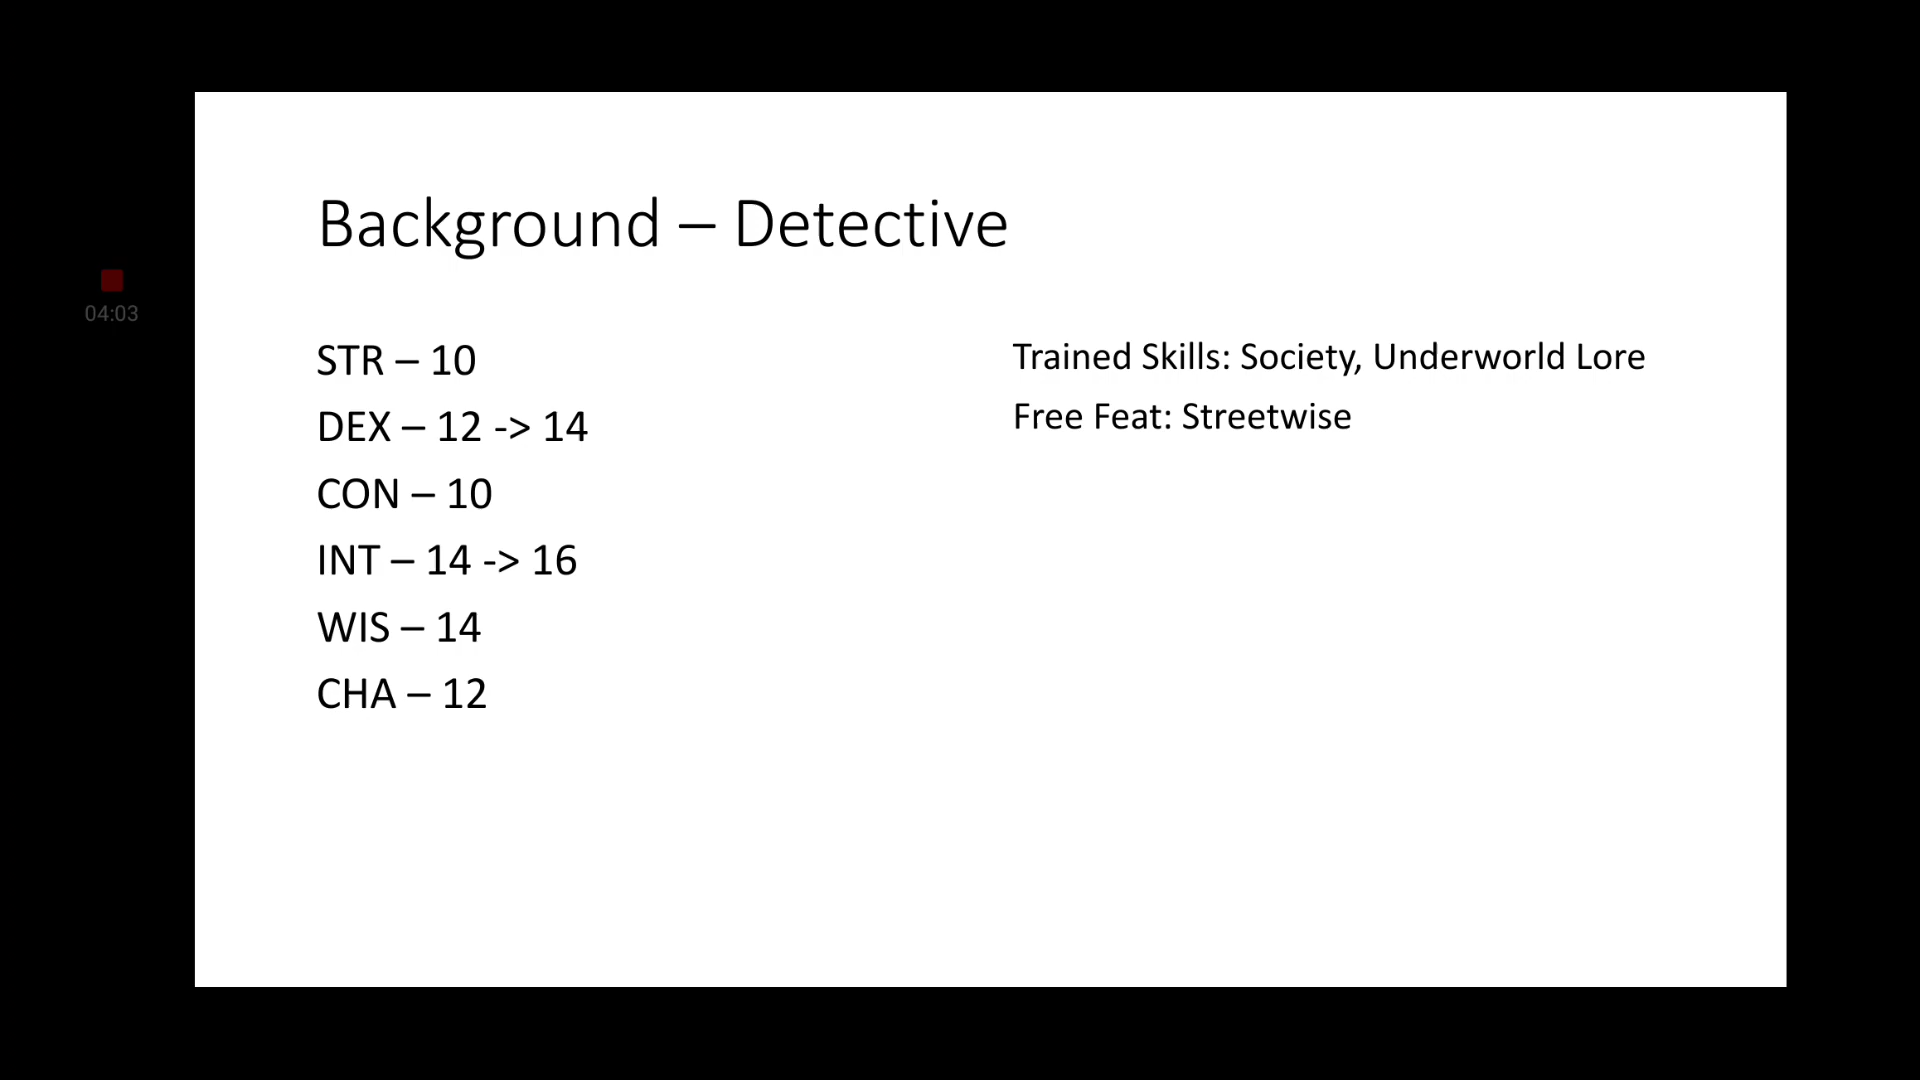 Background – Detective
04:03
STR – 10
DEX – 12 -> 14
CON – 10
INT – 14 -> 16
WIS – 14
CHA – 12
Trained Skills: Society, Underworld Lore
Free Feat: Streetwise